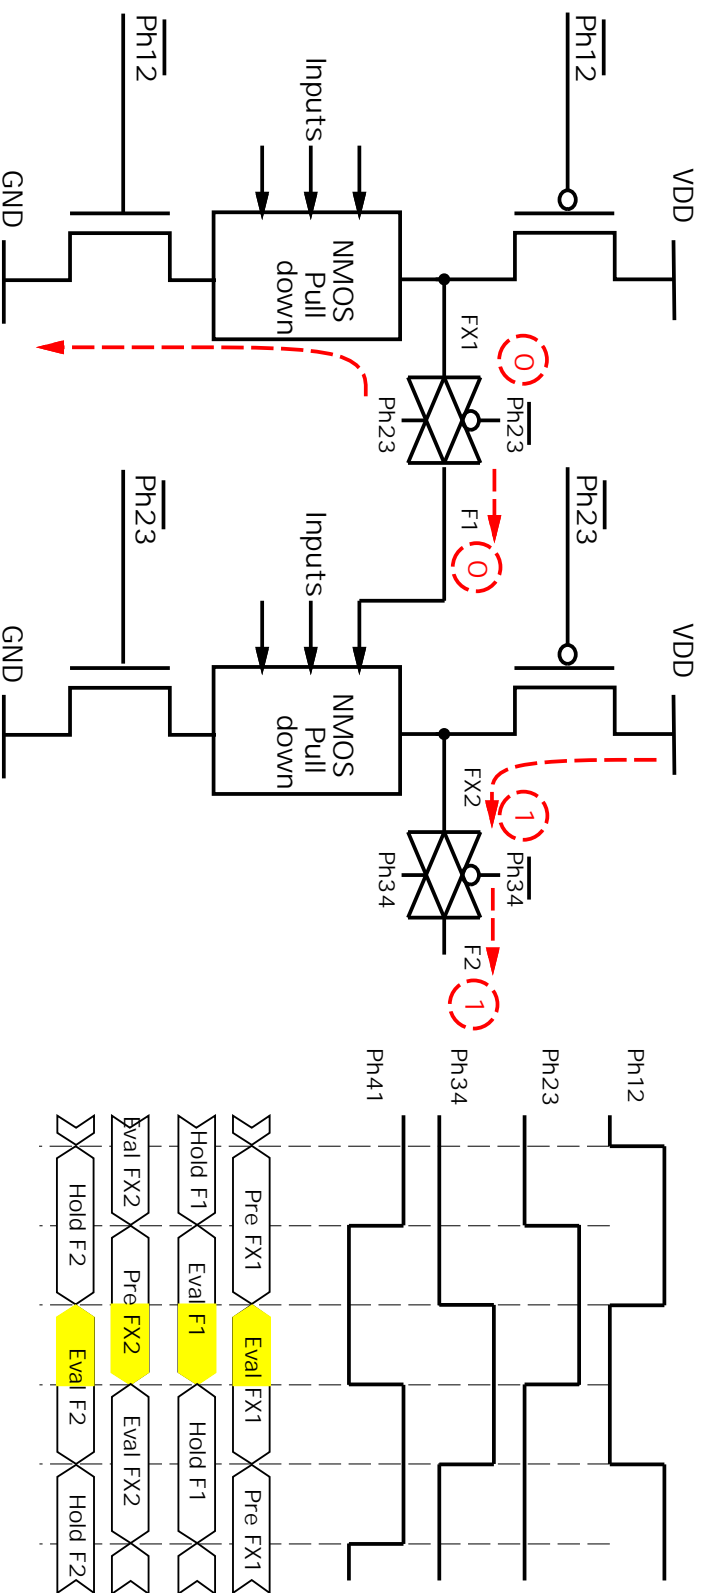 VDD
Ph12
FX1
0
Ph23
Ph23
F1
0
Inputs
NMOS
Pull
down
Ph12
GND
VDD
Ph23
FX2
1
Ph34
Ph34
F2
1
Inputs
NMOS
Pull
down
Ph23
GND
Ph12
Ph23
Ph34
Ph41
Pre FX1 Eval FX1 Pre FX1
Hold F1 Eval F1 Hold F1
Eval FX2 Pre FX2 Eval FX2
Hold F2 Eval F2 Hold F2